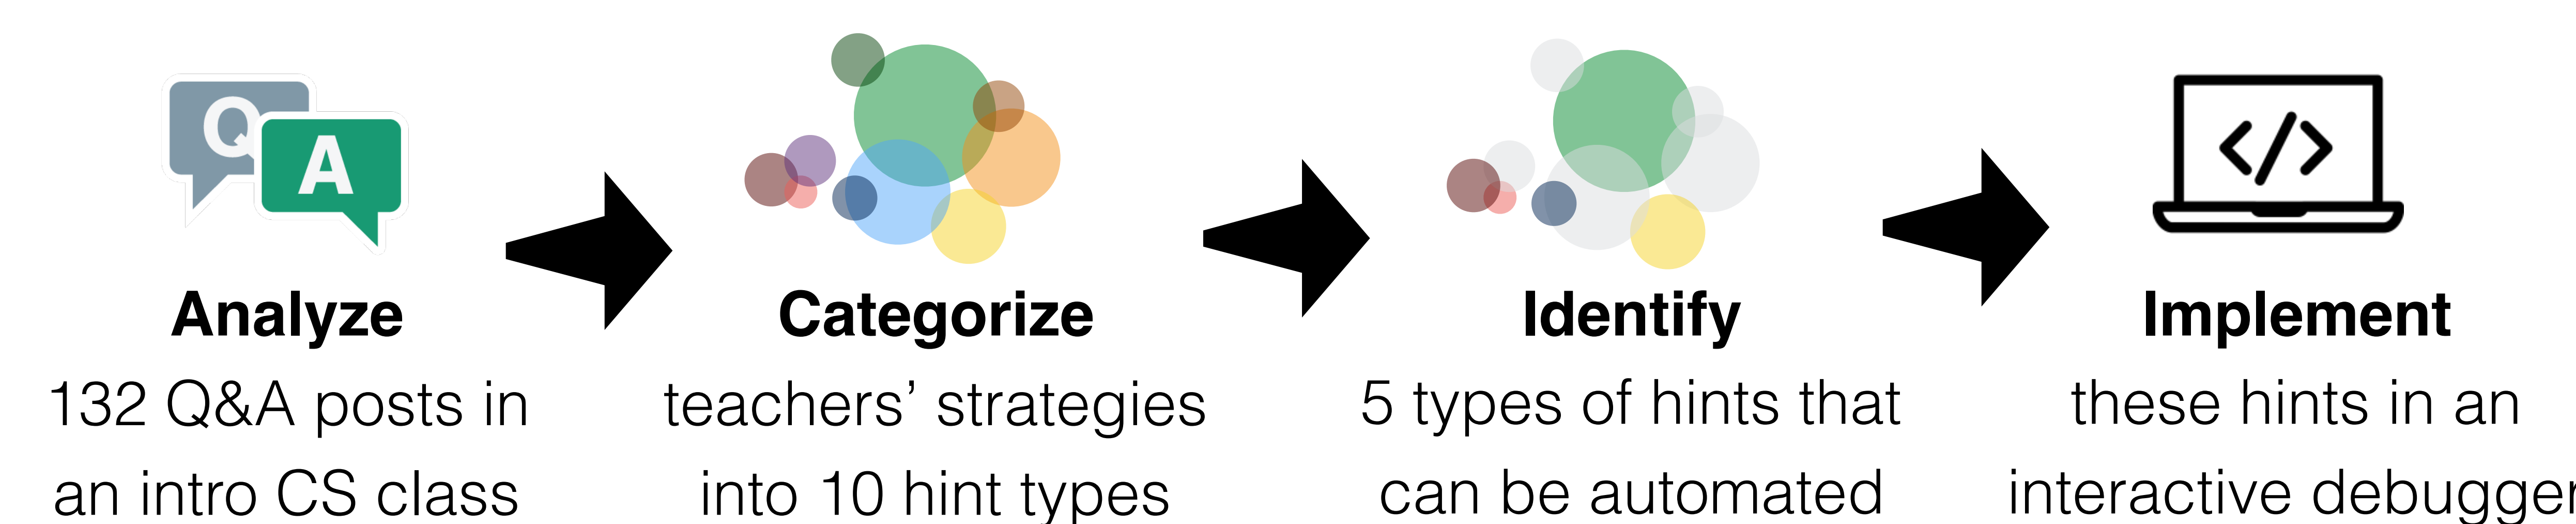 Q
A
Analyze
132 Q&A posts in
an intro CS class
Categorize
teachers’ strategies
into 10 hint types
</>
Identify
5 types of hints that
can be automated
Implement
these hints in an
interactive debugger